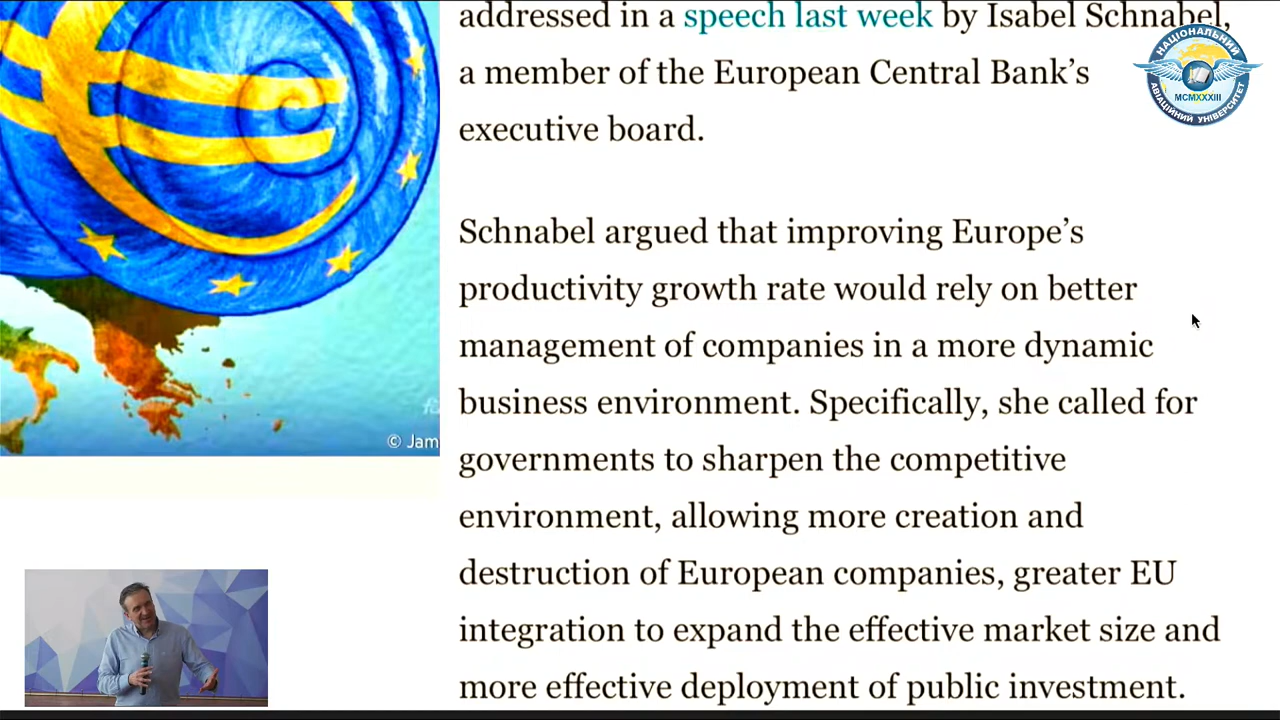 addressed in a speech last week by Isabel Schnabel,
a member of the European Central Bank’s
executive board.
Schnabel argued that improving Europe’s
productivity growth rate would rely on better
management of companies in a more dynamic
business environment. Specifically, she called for
governments to sharpen the competitive
environment, allowing more creation and
destruction of European companies, greater EU
integration to expand the effective market size and
more effective deployment of public investment.
© Jam
НАЦІОНАЛЬНИЙ
MCMXXXIII
АВІАЦІЙНИЙ УНІВЕРСИТЕТ